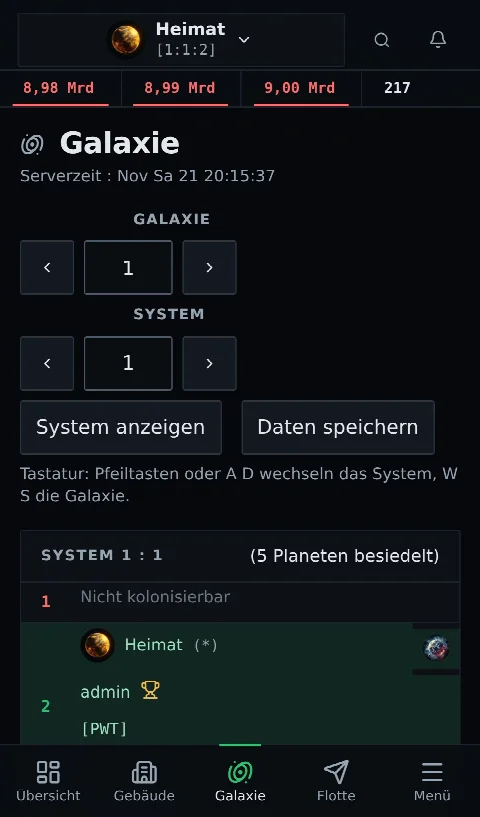 Heimat
[1:1:2]
8,98 Mrd 8,99 Mrd 9,00 Mrd 217
Galaxie
Serverzeit : Nov Sa 21 20:15:37
GALAXIE
1
SYSTEM
1
System anzeigen Daten speichern
Tastatur: Pfeiltasten oder A D wechseln das System, W
S die Galaxie.
SYSTEM 1 : 1 (5 Planeten besiedelt)
1 Nicht kolonisierbar
Heimat (*)
admin
2
[PWT]
Übersicht Gebäude Galaxie Flotte Menü